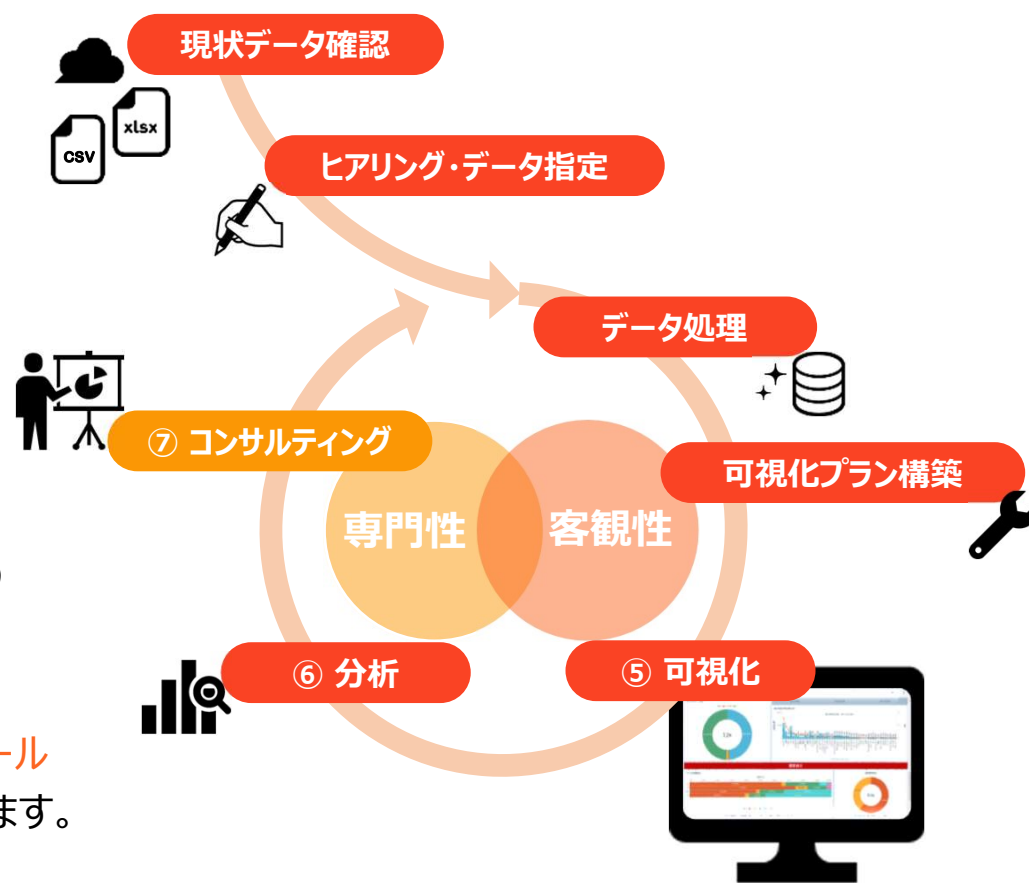 現状データ確認
xlsx
CSV
ヒアリング・データ指定
データ処理
⑦ コンサルティング
可視化プラン構築
専門性
客観性
⑥ 分析
⑤ 可視化
ール
ます。